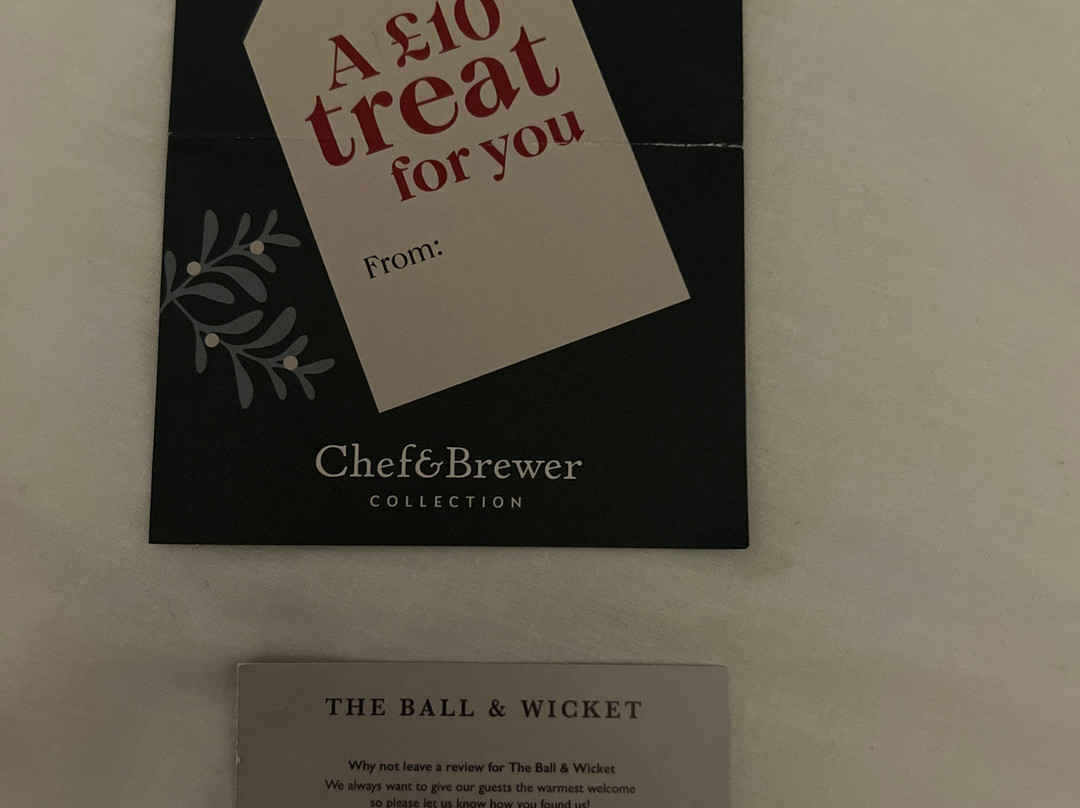 A £10
treat
for you
From:
Chef&Brewer
COLLECTION
THE BALL & WICKET
Why not leave a review for The Ball & Wicket
We always want to give our guests the warmest welcome
so please let us know how you found us!